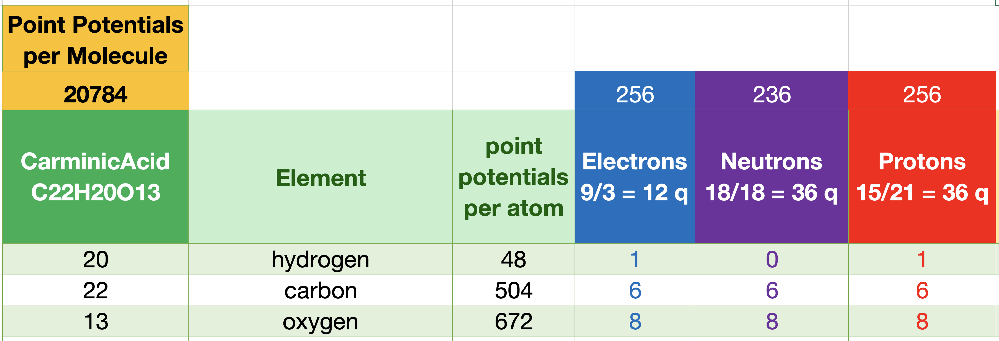 Point Potentials
per Molecule
20784
256
236
256
CarminicAcid
C22H20O13
Element
point
potentials
per atom
Electrons
9/3 = 12 q
Neutrons
18/18 = 36 q
Protons
15/21 = 36 q
20
hydrogen
48
1
0
1
22
carbon
504
6
6
6
13
oxygen
672
8
8
8